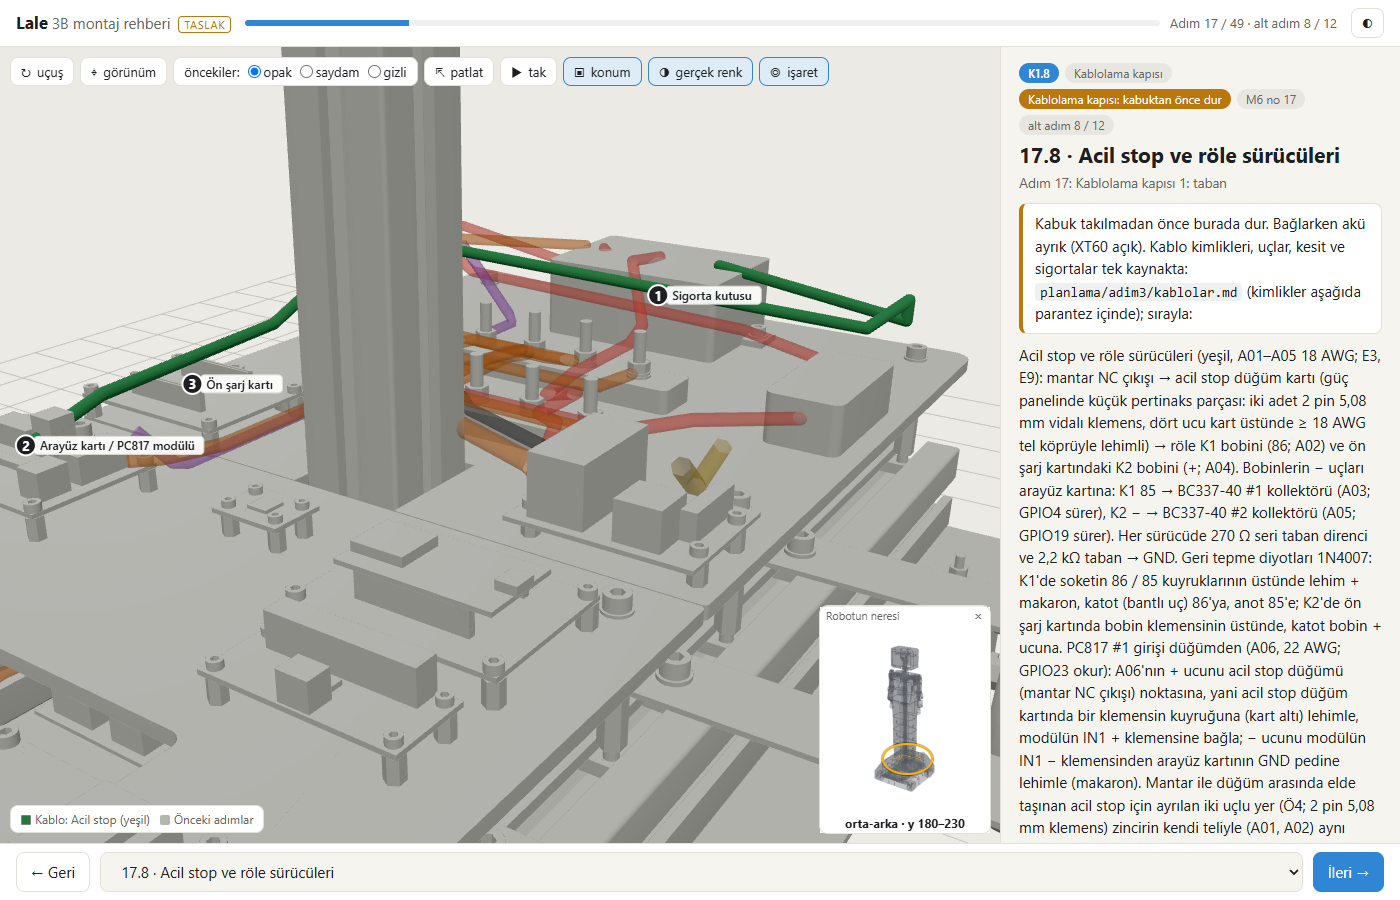 Lale 3B montaj rehberi TASLAK
Adım 17 / 49 · alt adım 8 / 12
↻ uçuş
⌖ görünüm
öncekiler: opak saydam gizli
⇱ patlat
▶ tak
▣ konum
◑ gerçek renk
◎ işaret
1 Sigorta kutusu
3 Ön şarj kartı
2 Arayüz kartı / PC817 modülü
Robotun neresi ×
orta-arka · y 180–230
Kablo: Acil stop (yeşil) Önceki adımlar
K1.8 Kablolama kapısı
Kablolama kapısı: kabuktan önce dur M6 no 17
alt adım 8 / 12
17.8 · Acil stop ve röle sürücüleri
Adım 17: Kablolama kapısı 1: taban
Kabuk takılmadan önce burada dur. Bağlarken akü
ayrık (XT60 açık). Kablo kimlikleri, uçlar, kesit ve
sigortalar tek kaynakta:
planlama/adim3/kablolar.md (kimlikler aşağıda
parantez içinde); sırayla:
Acil stop ve röle sürücüleri (yeşil, A01–A05 18 AWG; E3,
E9): mantar NC çıkışı → acil stop düğüm kartı (güç
panelinde küçük pertinaks parçası: iki adet 2 pin 5,08
mm vidalı klemens, dört ucu kart üstünde ≥ 18 AWG
tel köprüyle lehimli) → röle K1 bobini (86; A02) ve ön
şarj kartındaki K2 bobini (+; A04). Bobinlerin − uçları
arayüz kartına: K1 85 → BC337-40 #1 kollektörü (A03;
GPIO4 sürer), K2 − → BC337-40 #2 kollektörü (A05;
GPIO19 sürer). Her sürücüde 270 Ω seri taban direnci
ve 2,2 kΩ taban → GND. Geri tepme diyotları 1N4007:
K1'de soketin 86 / 85 kuyruklarının üstünde lehim +
makaron, katot (bantlı uç) 86'ya, anot 85'e; K2'de ön
şarj kartında bobin klemensinin üstünde, katot bobin +
ucuna. PC817 #1 girişi düğümden (A06, 22 AWG;
GPIO23 okur): A06'nın + ucunu acil stop düğümü
(mantar NC çıkışı) noktasına, yani acil stop düğüm
kartında bir klemensin kuyruğuna (kart altı) lehimle,
modülün IN1 + klemensine bağla; − ucunu modülün
IN1 − klemensinden arayüz kartının GND pedine
lehimle (makaron). Mantar ile düğüm arasında elde
taşınan acil stop için ayrılan iki uçlu yer (Ö4; 2 pin 5,08
mm klemens) zincirin kendi teliyle (A01, A02) aynı
← Geri
17.8 · Acil stop ve röle sürücüleri
İleri →